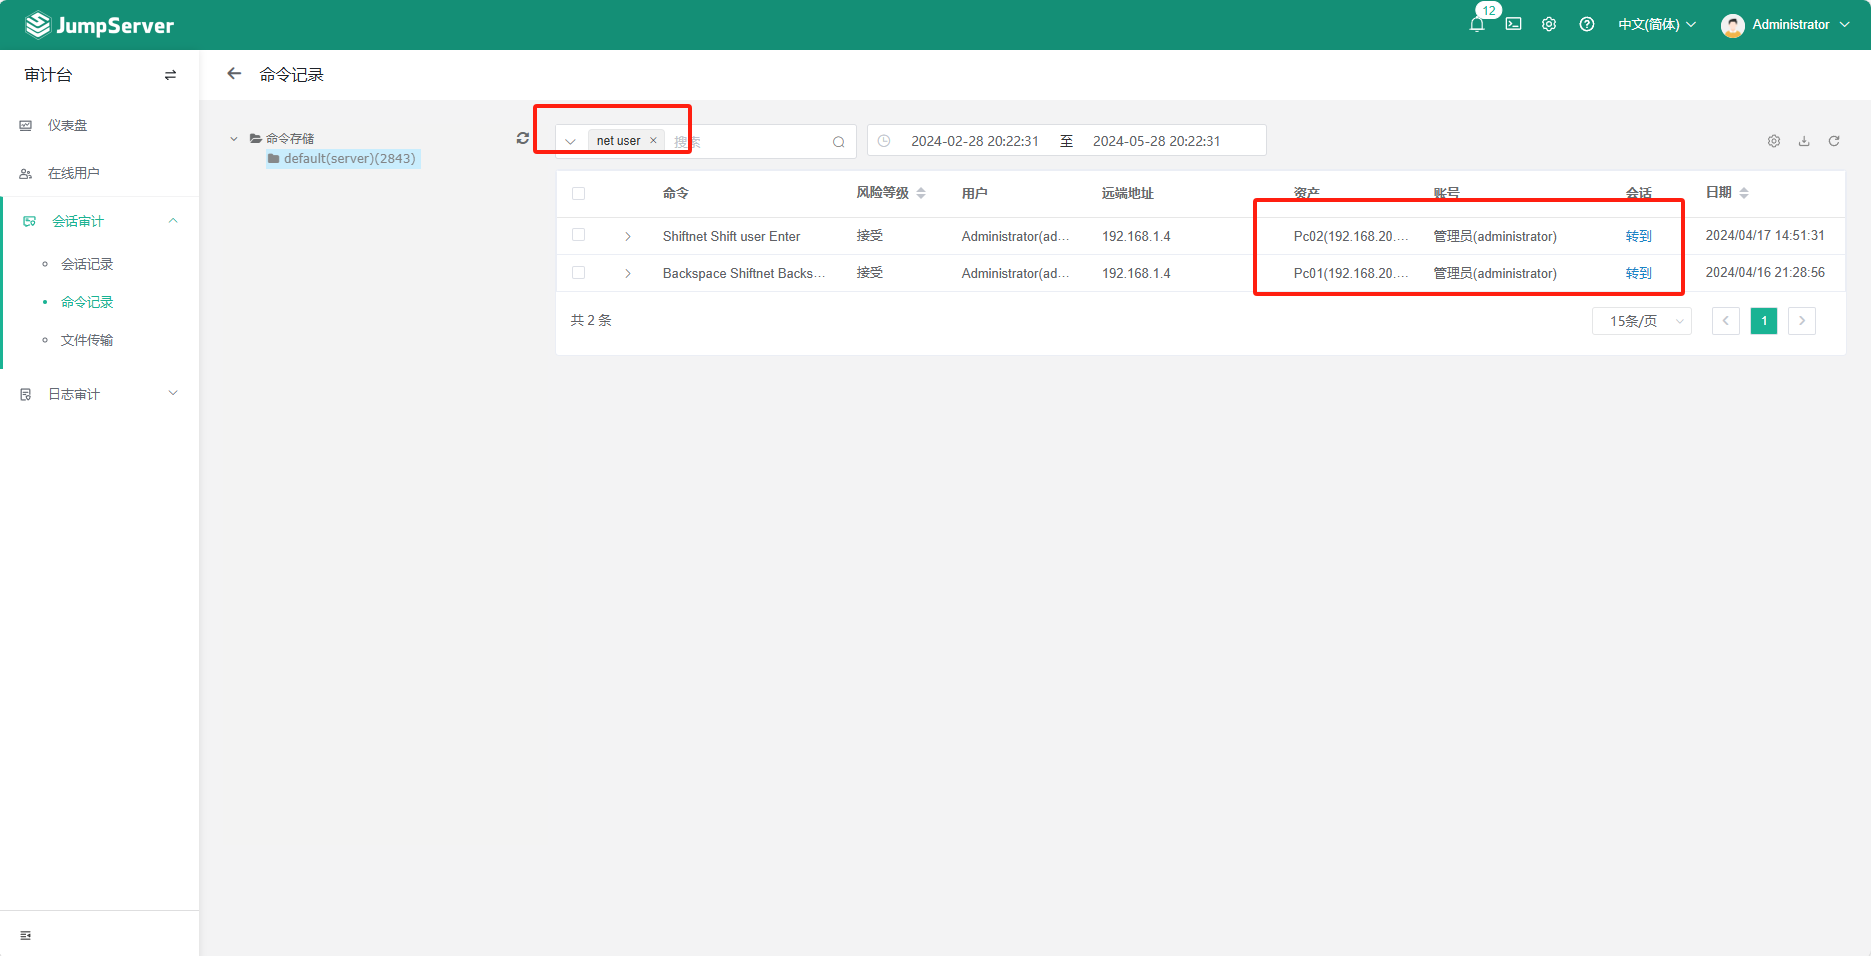 JumpServer
12
中文(简体)
Administrator
审计台
命令记录
仪表盘
在线用户
会话审计
会话记录
命令记录
文件传输
日志审计
命令存储
default(server)(2843)
net user
搜索
2024-02-28 20:22:31 至 2024-05-28 20:22:31
命令 风险等级 用户 远端地址 资产 账号 会话 日期
Shiftnet Shift user Enter 接受 Administrator(ad... 192.168.1.4 Pc02(192.168.20.... 管理员(administrator) 转到 2024/04/17 14:51:31
Backspace Shiftnet Backs... 接受 Administrator(ad... 192.168.1.4 Pc01(192.168.20.... 管理员(administrator) 转到 2024/04/16 21:28:56
共 2 条
15条/页
1